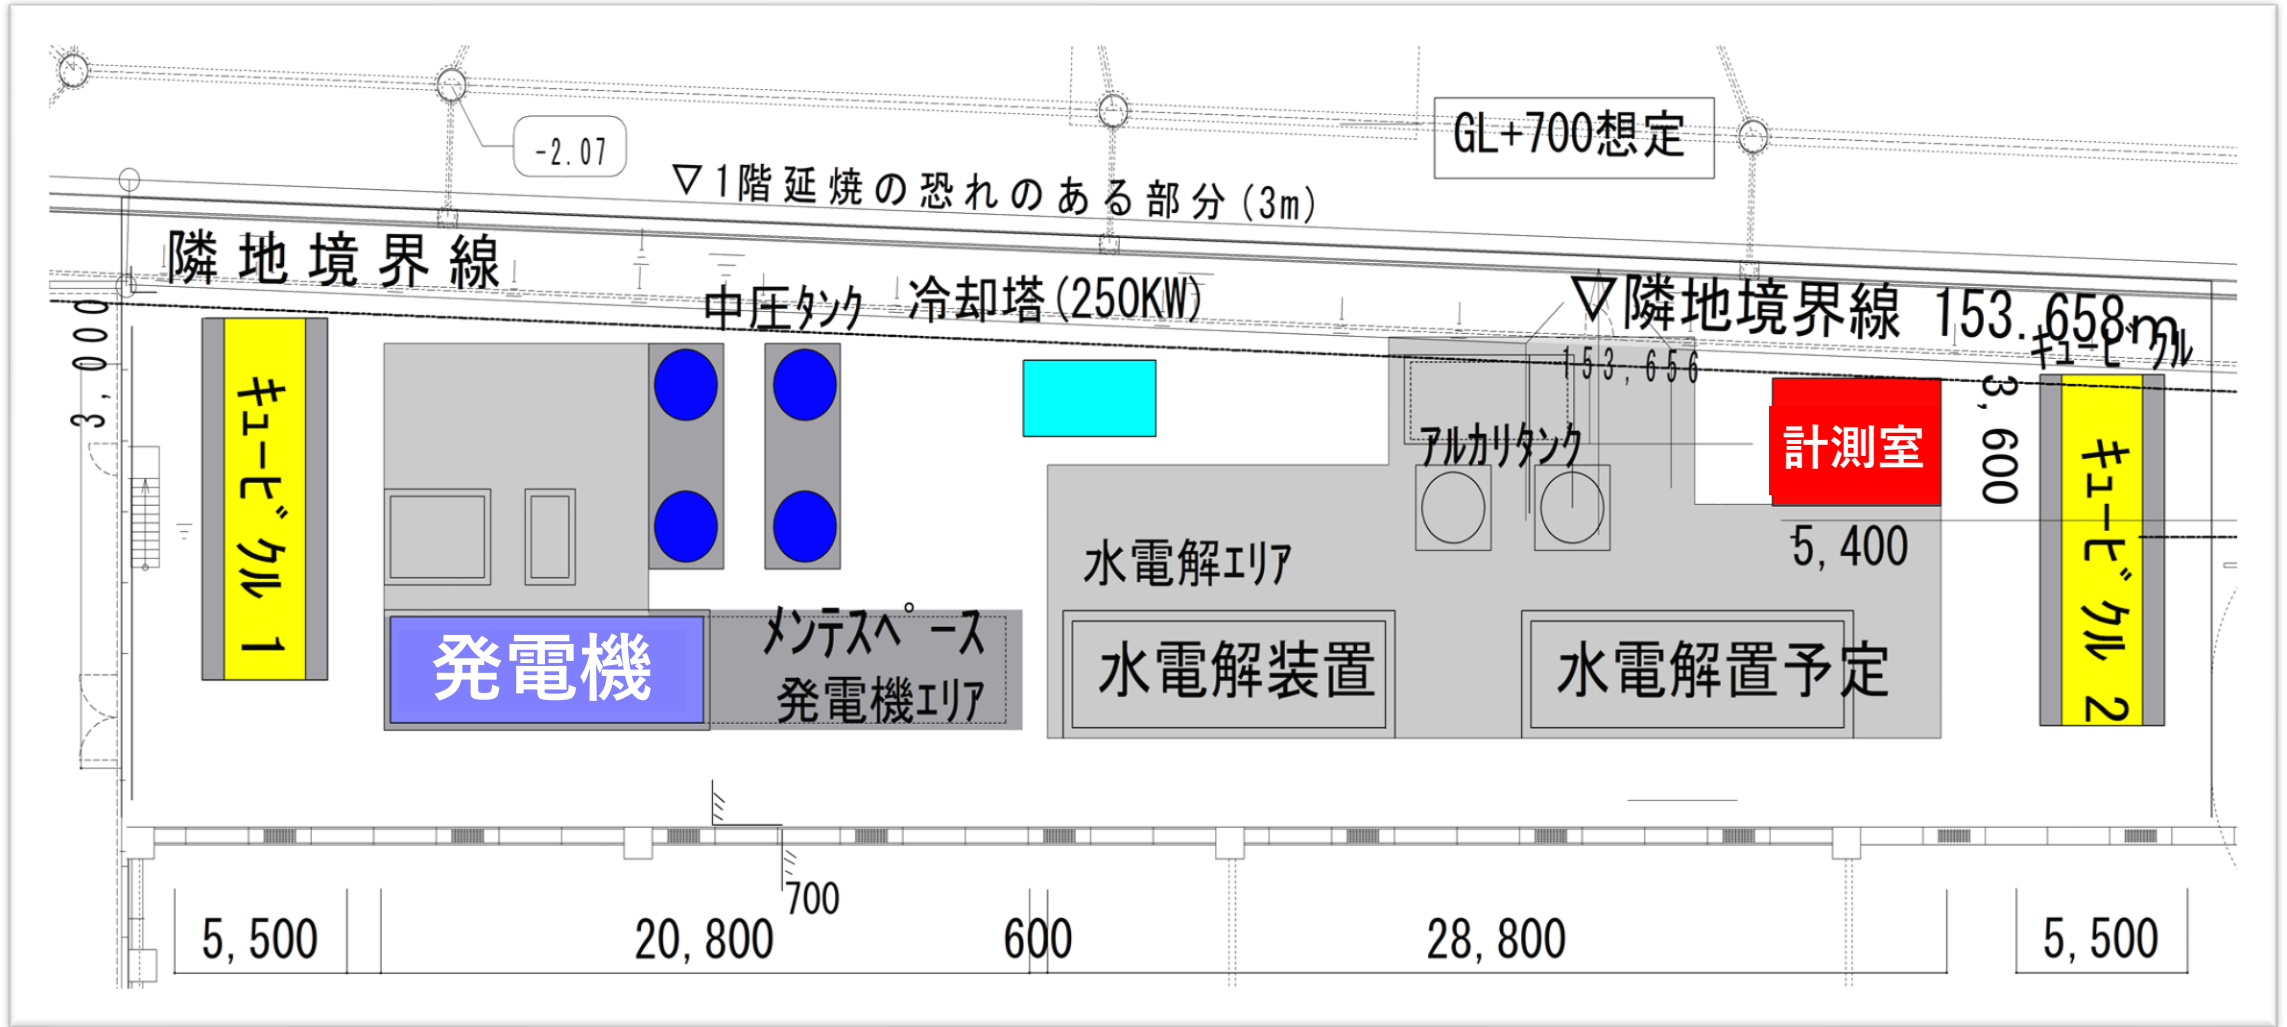 GL+700想定
-2.07
▽1階延焼の恐れのある部分(3m)
隣地境界線
中圧タンク
冷却塔(250KW)
▽隣地境界線 153.658m
キュービクル
153,656
3,000
キュービクル 1
アルカリタンク
計測室
3,600
キュービクル 2
5,400
水電解エリア
発電機
メンテスペース
発電機エリア
水電解装置
水電解置予定
700
5,500
20,800
600
28,800
5,500